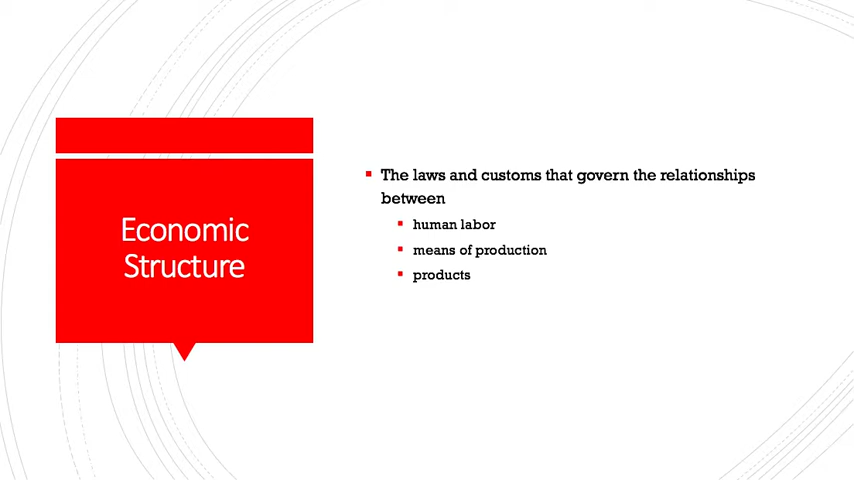 Economic
Structure
The laws and customs that govern the relationships
between
human labor
means of production
products